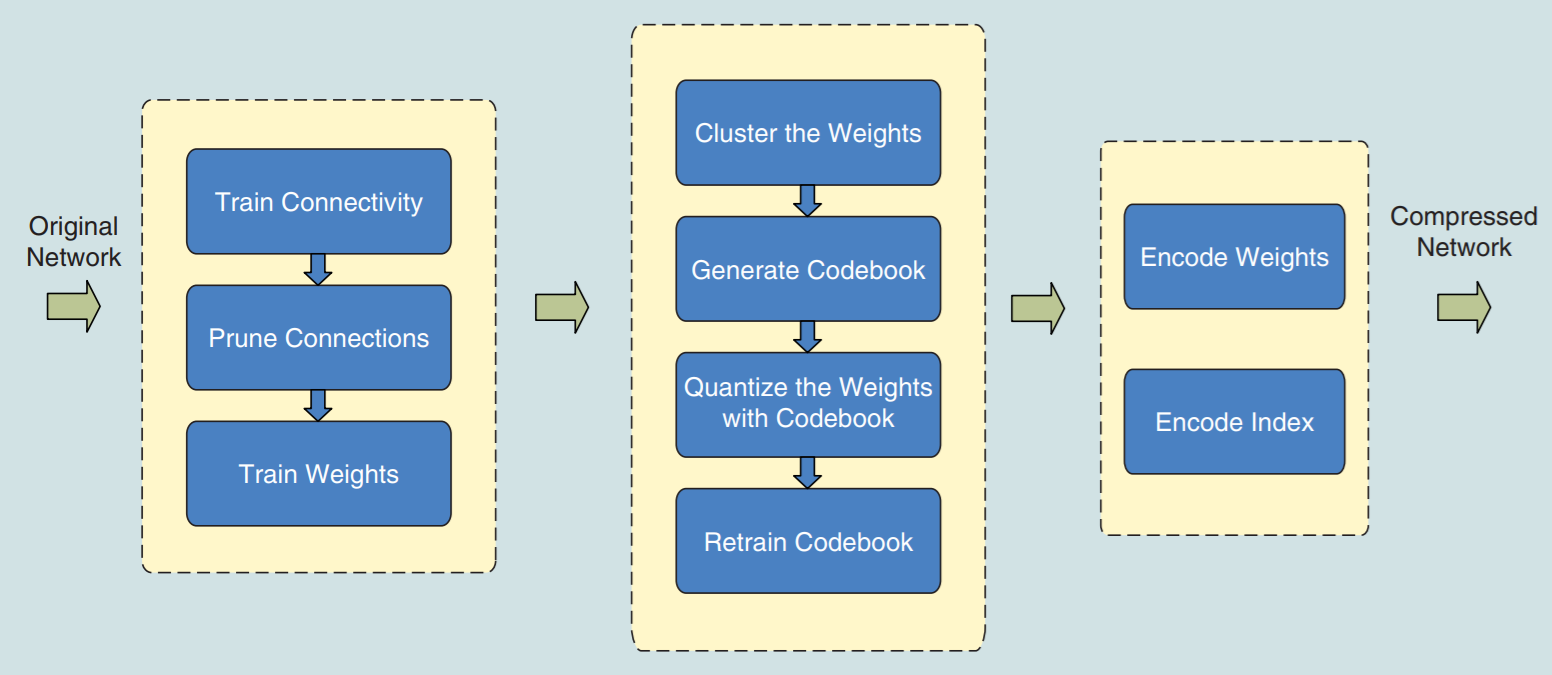 Original
Network
Train Connectivity
Prune Connections
Train Weights
Cluster the Weights
Generate Codebook
Quantize the Weights
with Codebook
Retrain Codebook
Encode Weights
Encode Index
Compressed
Network